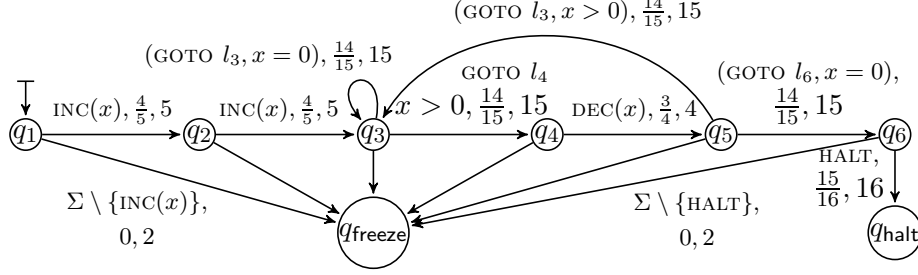 (GOTO l₃, x > 0), 14/15, 15
(GOTO l₃, x = 0), 14/15, 15
GOTO l₄
x > 0, 14/15, 15
(GOTO l₆, x = 0),
14/15, 15
INC(x), 4/5, 5
INC(x), 4/5, 5
DEC(x), 3/4, 4
q₁ q₂ q₃ q₄ q₅ q₆
HALT,
15/16, 16
Σ \ {INC(x)},
0, 2
Σ \ {HALT},
0, 2
q_freeze
q_halt